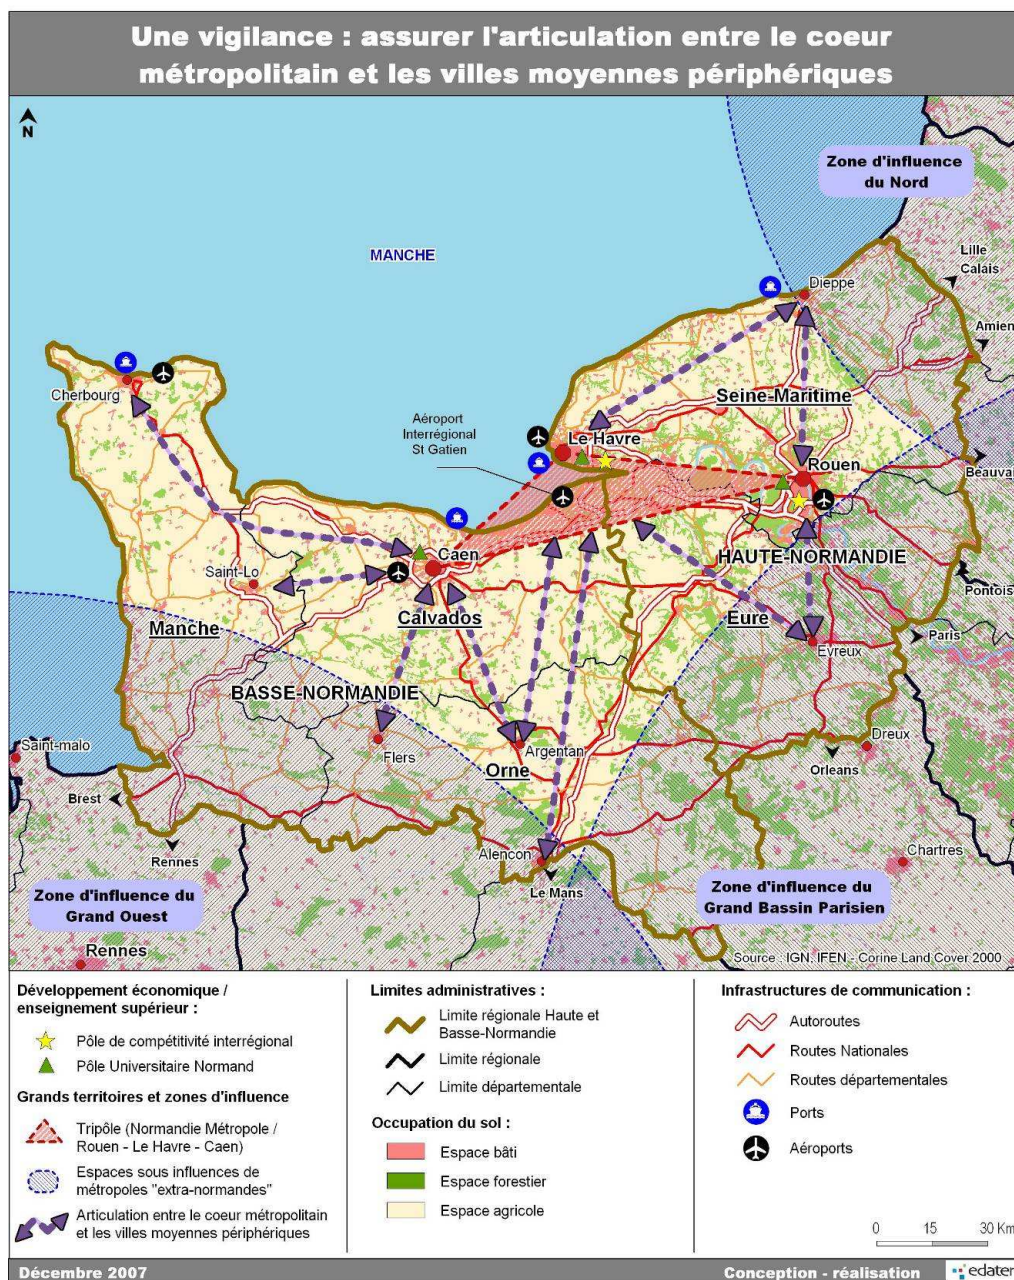 Une vigilance : assurer l'articulation entre le coeur
métropolitain et les villes moyennes périphériques
N
Zone d'influence
du Nord
MANCHE
Lille
Calais
Dieppe
Amien
Cherbourg
Seine-Maritime
Aéroport
Interrégional
St Gatien
Le Havre
Rouen
Beauvai
Caen
HAUTE-NORMANDIE
Saint-Lo
Pontois
Manche
Calvados
Eure
Paris
Evreux
BASSE-NORMANDIE
Saint-malo
Flers
Argentan
Dreux
Orne
Orleans
Brest
Rennes
Alencon
Chartres
Le Mans
Zone d'influence du
Grand Ouest
Zone d'influence du
Grand Bassin Parisien
Rennes
Source : IGN, IFEN - Corine Land Cover 2000
Développement économique /
enseignement supérieur :
Pôle de compétitivité interrégional
Pôle Universitaire Normand
Grands territoires et zones d'influence
Tripôle (Normandie Métropole /
Rouen - Le Havre - Caen)
Espaces sous influences de
métropoles "extra-normandes"
Articulation entre le coeur métropolitain
et les villes moyennes périphériques
Limites administratives :
Limite régionale Haute et
Basse-Normandie
Limite régionale
Limite départementale
Occupation du sol :
Espace bâti
Espace forestier
Espace agricole
Infrastructures de communication :
Autoroutes
Routes Nationales
Routes départementales
Ports
Aéroports
0 15 30 Km
Décembre 2007
Conception - réalisation
edater